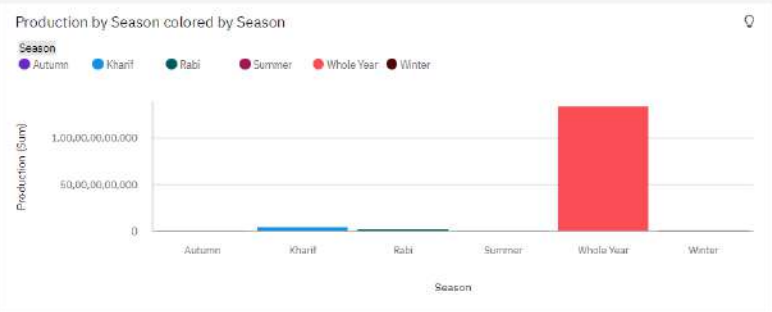 Production by Season colored by Season
Season
Autumn Kharif Rabi Summer Whole Year Winter
Production (Sum)
1,00,00,00,00,000
50,00,00,00,000
0
Autumn Kharif Rabi Summer Whole Year Winter
Season